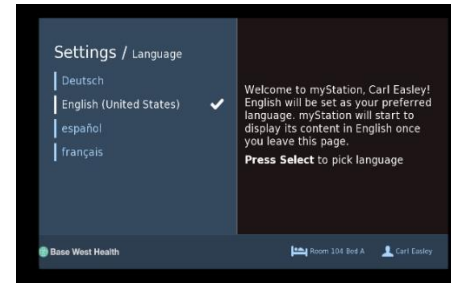 Settings / Language
Deutsch
English (United States)
español
français
Welcome to myStation, Carl Easley!
English will be set as your preferred
language. myStation will start to
display its content in English once
you leave this page.
Press Select to pick language
Base West Health
Room 104 Bed A
Carl Easley